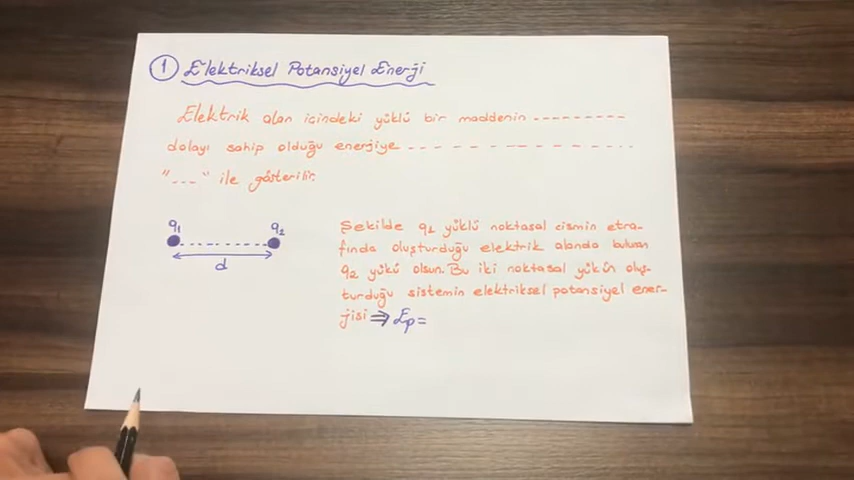 1 Elektriksel Potansiyel Enerji
Elektrik alan içindeki yüklü bir maddenin ---------
dolayı sahip olduğu enerjiye ---------------
"---" ile gösterilir.
q1 q2
d
Şekilde q1 yüklü noktasal cismin etra-
fında oluşturduğu elektrik alanda bulunan
q2 yükü olsun. Bu iki noktasal yükün oluş-
turduğu sistemin elektriksel potansiyel ener-
jisi ⇒ Ep =